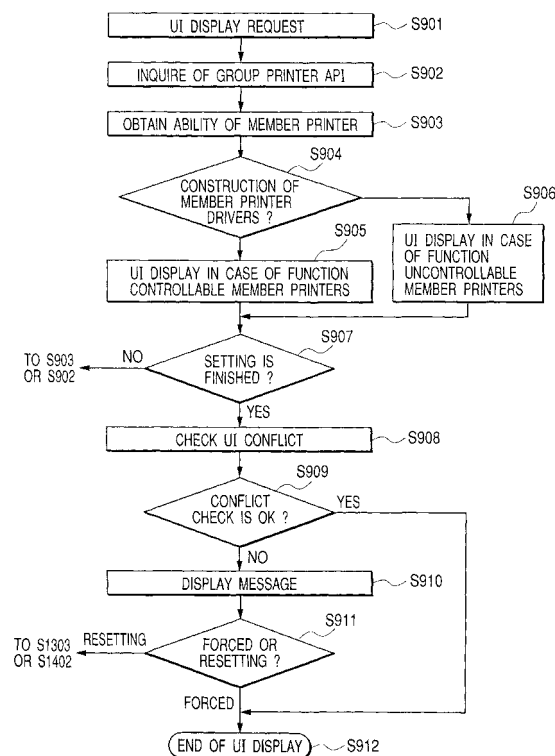 UI DISPLAY REQUEST
S901
INQUIRE OF GROUP PRINTER API
S902
OBTAIN ABILITY OF MEMBER PRINTER
S903
S904
CONSTRUCTION OF
MEMBER PRINTER
DRIVERS ?
S906
UI DISPLAY IN CASE
OF FUNCTION
UNCONTROLLABLE
MEMBER PRINTERS
S905
UI DISPLAY IN CASE OF FUNCTION
CONTROLLABLE MEMBER PRINTERS
S907
SETTING IS
FINISHED ?
NO
TO S903
OR S902
YES
CHECK UI CONFLICT
S908
S909
CONFLICT
CHECK IS OK ?
YES
NO
DISPLAY MESSAGE
S910
S911
FORCED OR
RESETTING ?
RESETTING
TO S1303
OR S1402
FORCED
END OF UI DISPLAY
S912